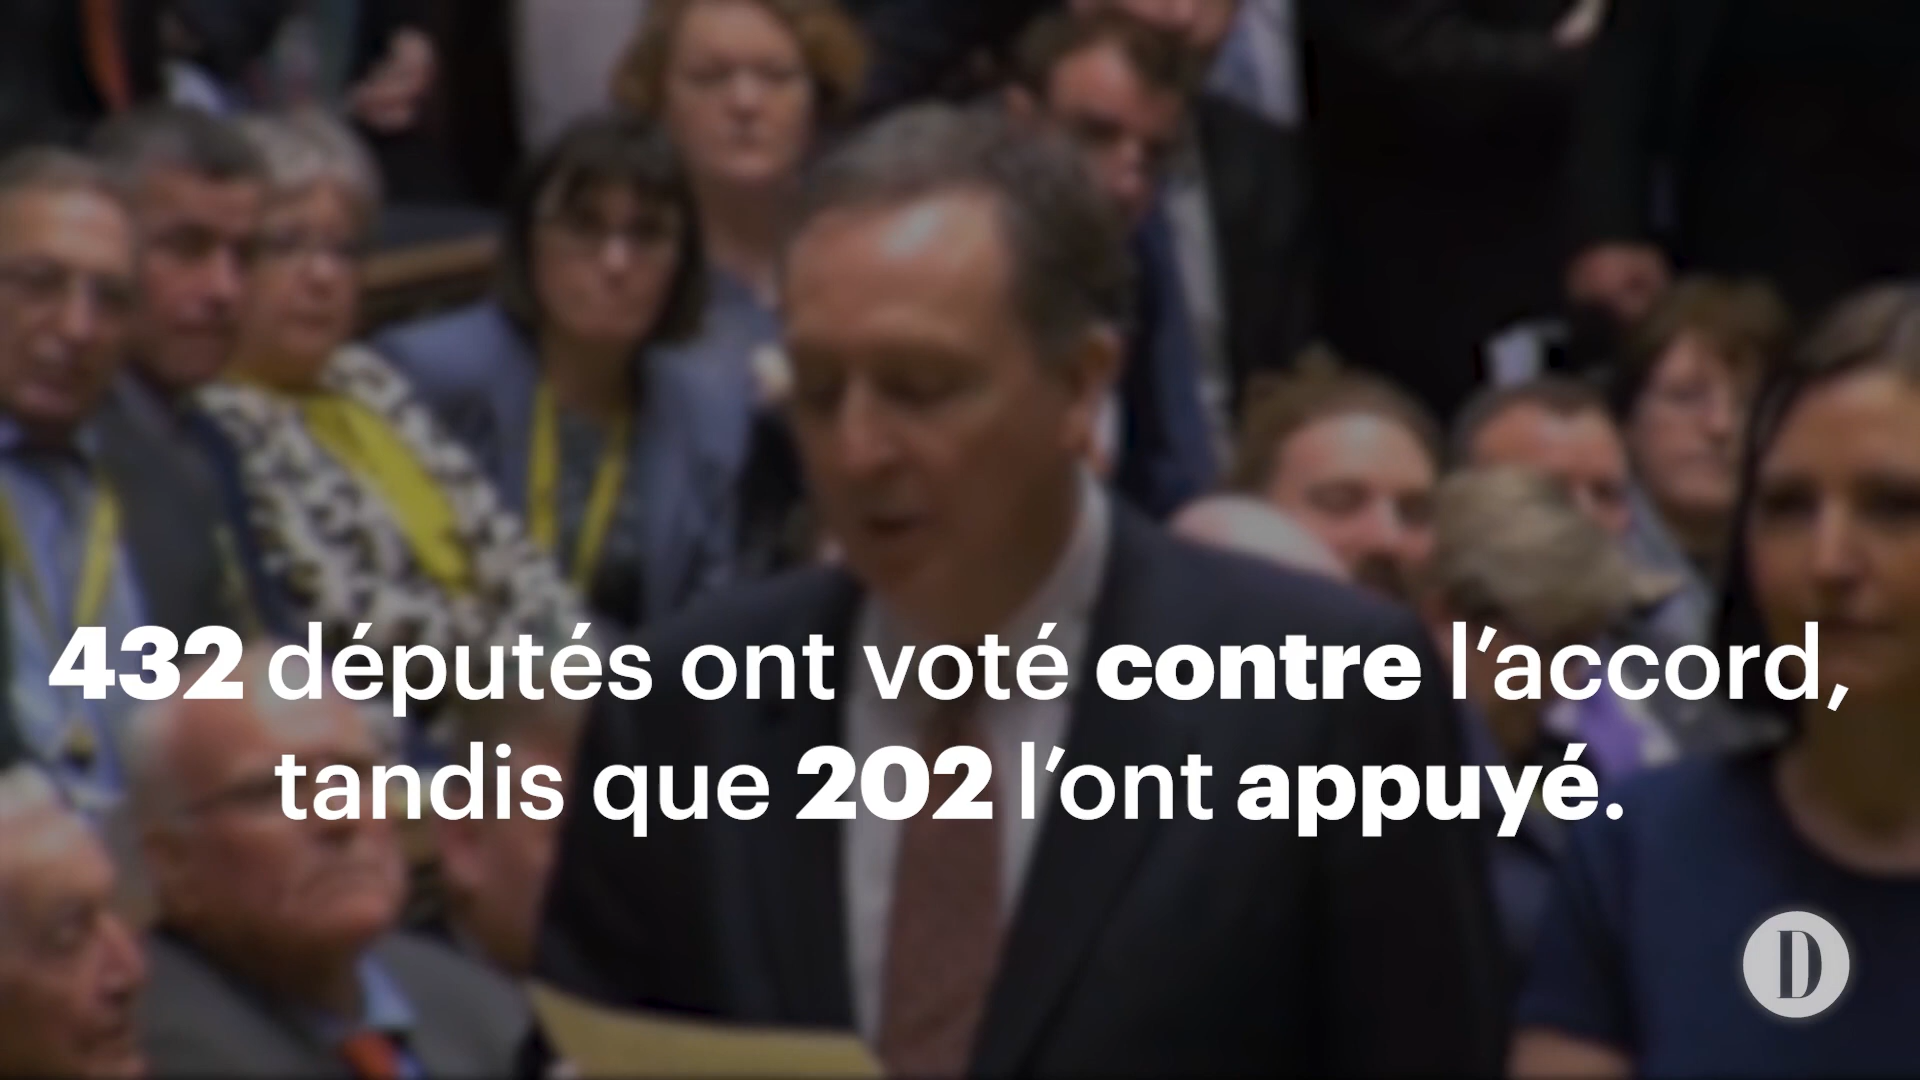 432 députés ont voté contre l’accord,
tandis que 202 l’ont appuyé.
D